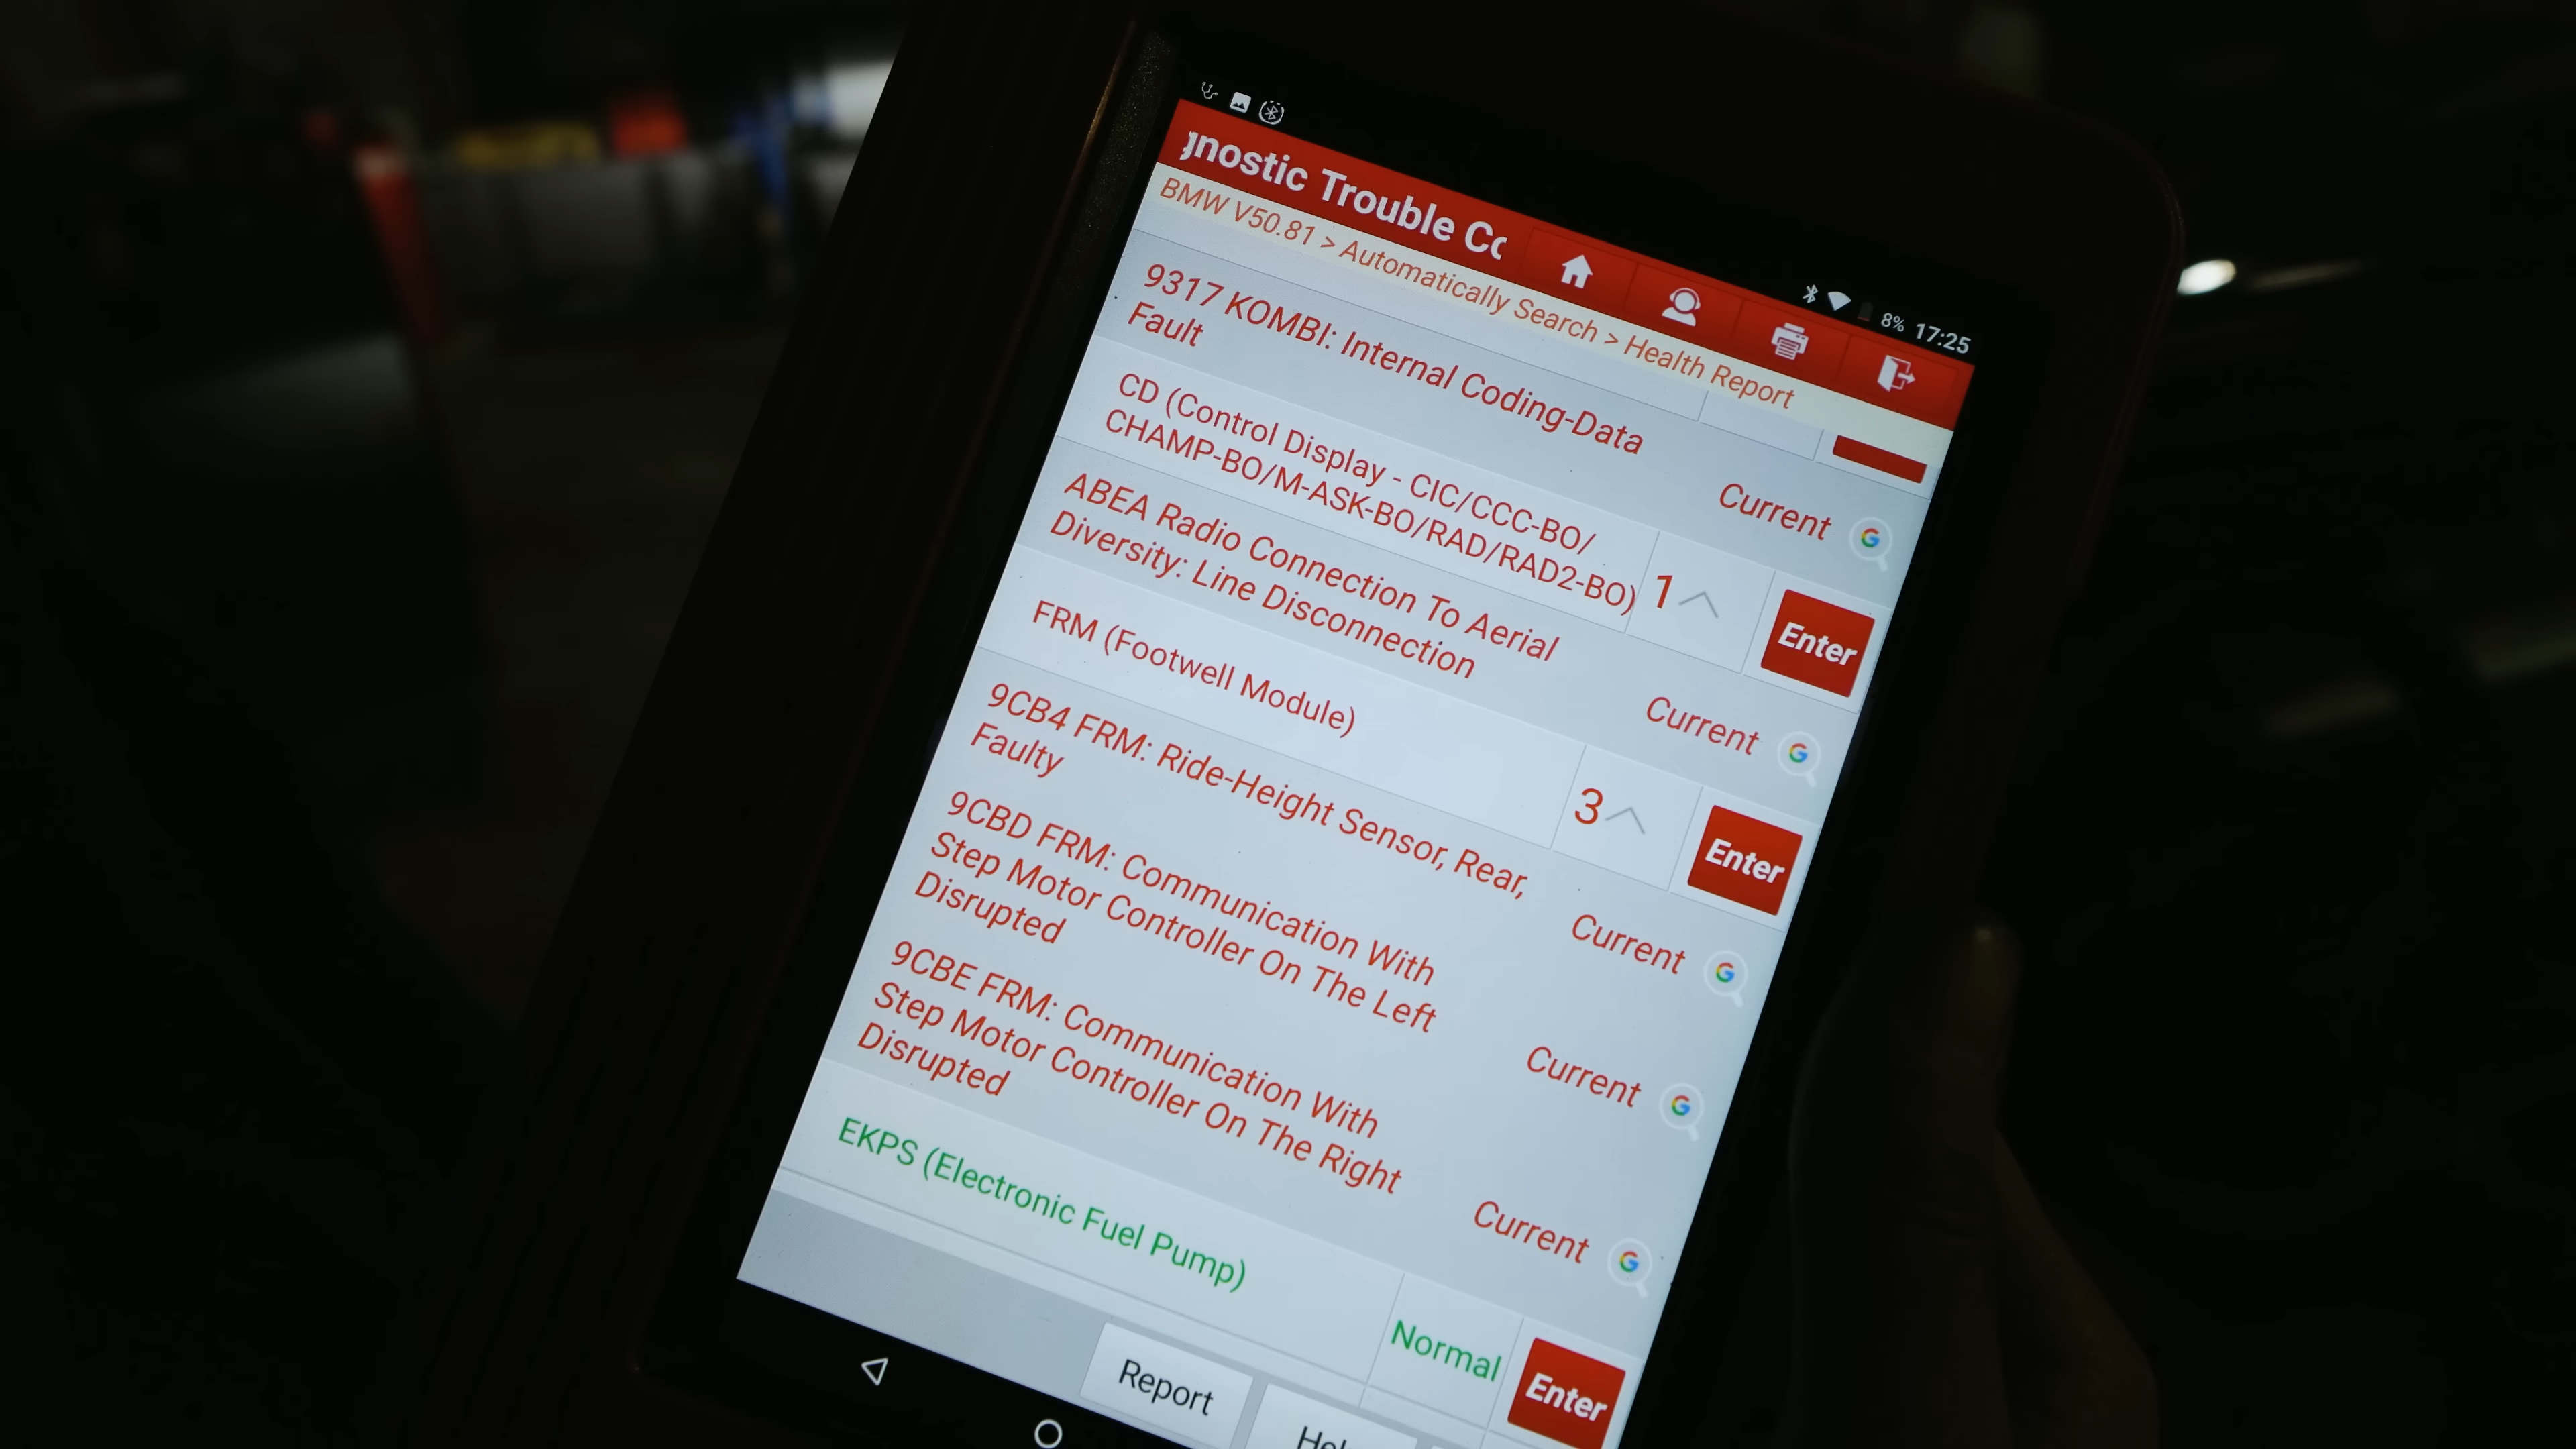 8% 17:25
gnostic Trouble Co
BMW V50.81 > Automatically Search > Health Report
9317 KOMBI: Internal Coding-Data
Fault
Current
CD (Control Display - CIC/CCC-BO/
CHAMP-BO/M-ASK-BO/RAD/RAD2-BO)
1
Enter
ABEA Radio Connection To Aerial
Diversity: Line Disconnection
Current
FRM (Footwell Module)
3
Enter
9CB4 FRM: Ride-Height Sensor, Rear,
Faulty
Current
9CBD FRM: Communication With
Step Motor Controller On The Left
Disrupted
Current
9CBE FRM: Communication With
Step Motor Controller On The Right
Disrupted
Current
EKPS (Electronic Fuel Pump)
Normal
Enter
Report